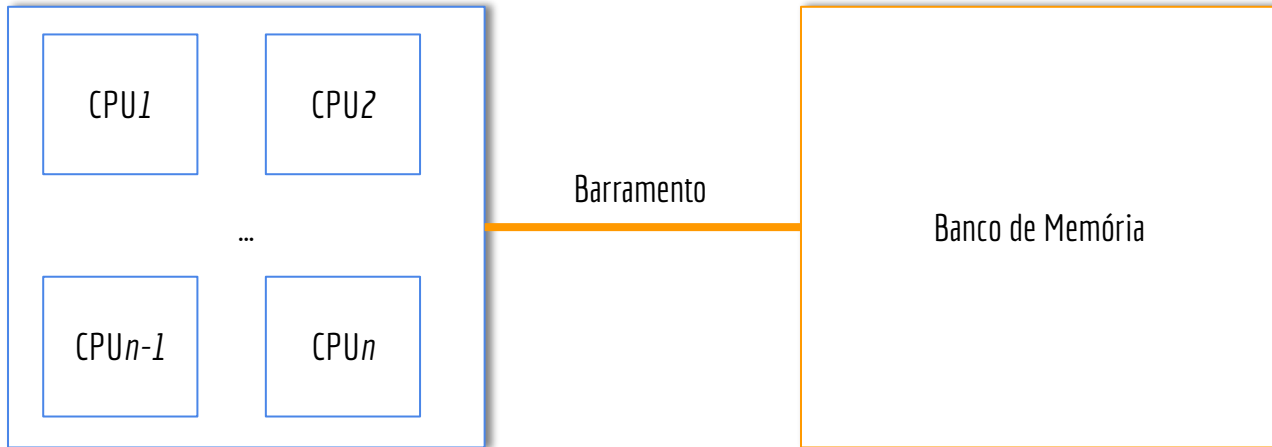 CPU1
CPU2
Barramento
...
Banco de Memória
CPUn-1
CPUn